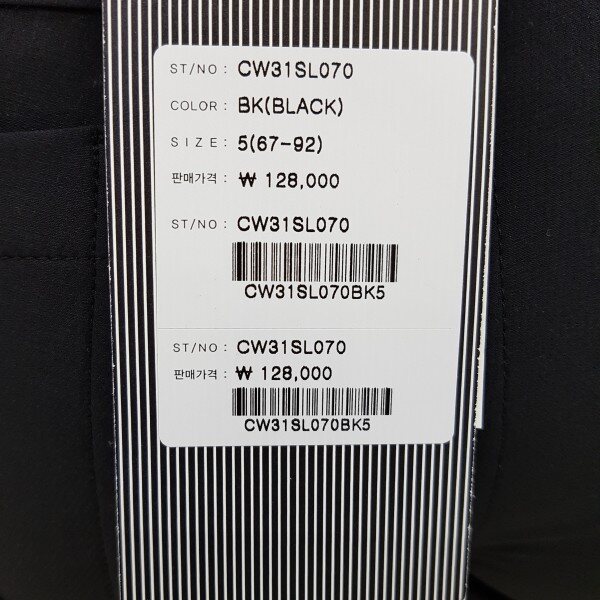 ST/NO : CW31SL070
COLOR : BK(BLACK)
SIZE : 5(67-92)
판매가격 : ₩ 128,000
ST/NO : CW31SL070
CW31SL070BK5
ST/NO : CW31SL070
판매가격 : ₩ 128,000
CW31SL070BK5